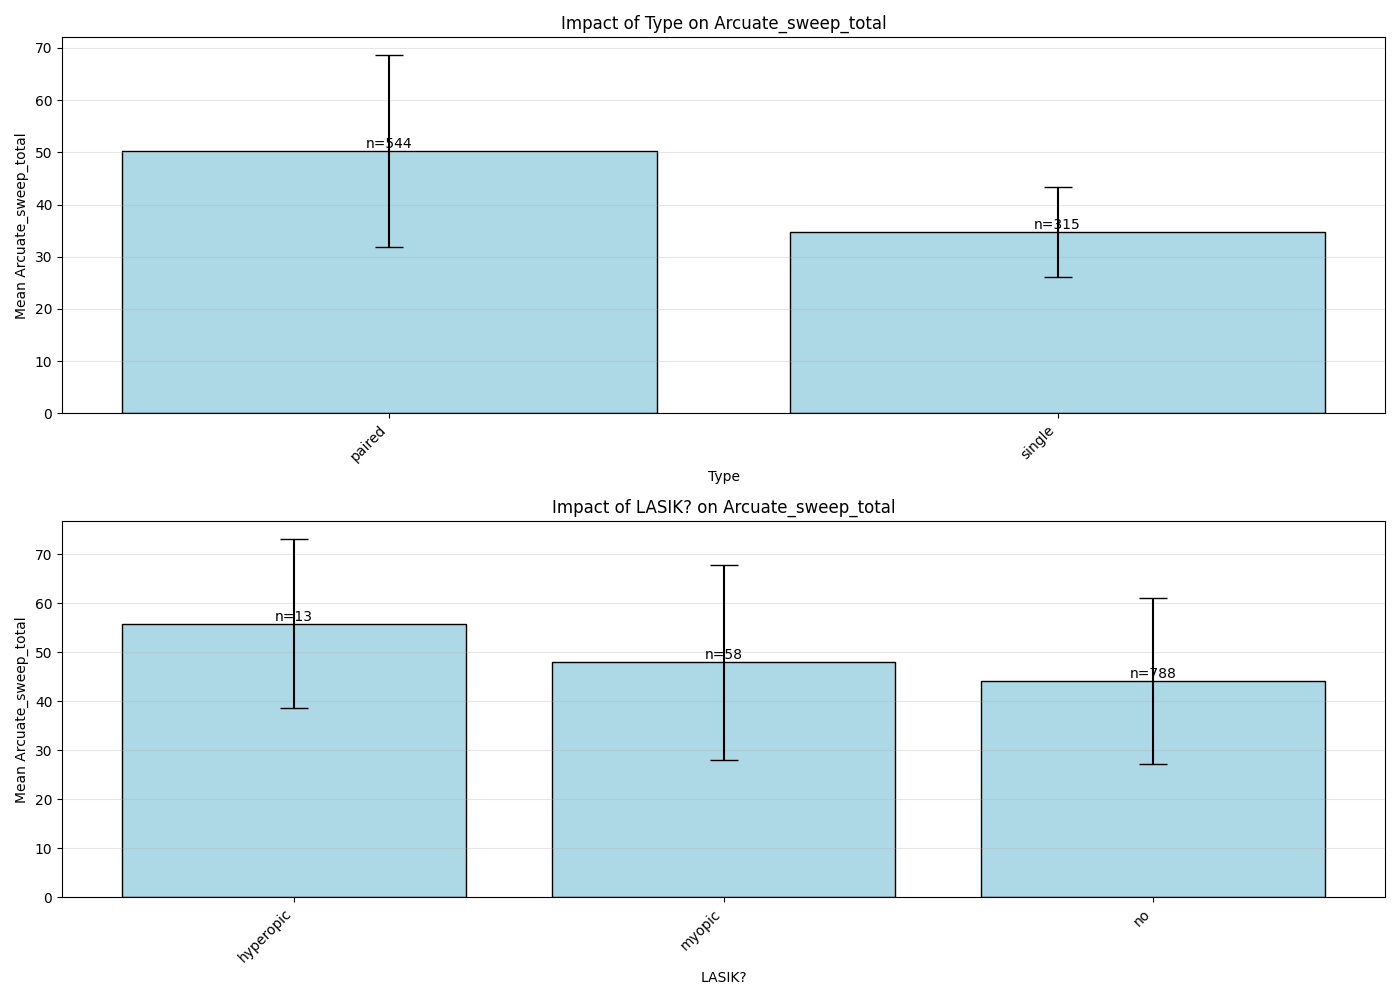 Impact of Type on Arcuate_sweep_total
Mean Arcuate_sweep_total
70
60
50
40
30
20
10
0
n=544
n=315
paired
single
Type
Impact of LASIK? on Arcuate_sweep_total
Mean Arcuate_sweep_total
70
60
50
40
30
20
10
0
n=13
n=58
n=788
hyperopic
myopic
no
LASIK?